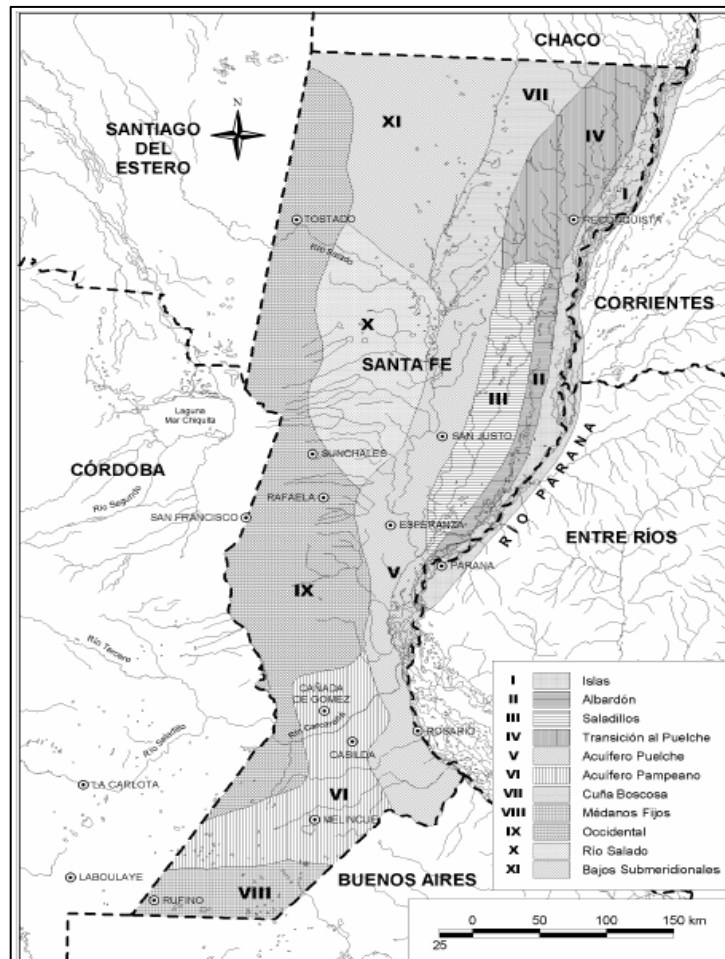 CHACO
VII
SANTIAGO
DEL
ESTERO
N
XI
IV
I
TOSTADO
RECONQUISTA
Río Salado
CORRIENTES
X
SANTA FE
II
III
Laguna
Mar Chiquita
SAN JUSTO
SUNCHALES
CÓRDOBA
RAFAELA
Río Segundo
SAN FRANCISCO
ESPERANZA
RÍO PARANA
ENTRE RÍOS
PARANA
V
IX
Río Tercero
CAÑADA
DE GOMEZ
Río Carcarañá
Río Saladillo
ROSARIO
CASILDA
LA CARLOTA
VI
MELINCUE
LABOULAYE
BUENOS AIRES
VIII
RUFINO
I Islas
II Albardón
III Saladillos
IV Transición al Puelche
V Acuífero Puelche
VI Acuífero Pampeano
VII Cuña Boscosa
VIII Médanos Fijos
IX Occidental
X Río Salado
XI Bajos Submeridionales
0 50 100 150 km
25